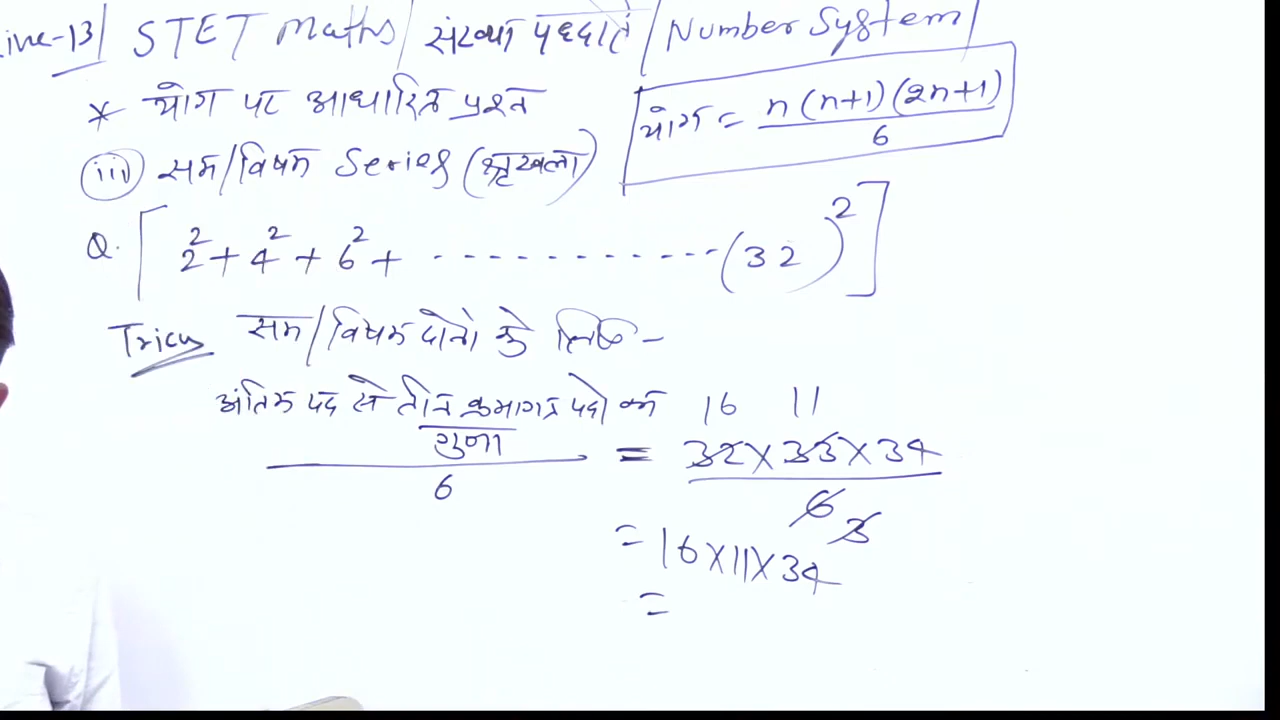 ive-13/ STET Maths/ संख्या पद्दति / Number System/
* योग पर आधारित प्रश्न
योग = n(n+1)(2n+1) / 6
(iii) सम/विषम Series (श्रृंखला)
Q. [2² + 4² + 6² + ............ (32)²]
Trick सम/विषम दोनो के लिए -
अंतिम पद से तीन क्रमागत पदो का गुणा / 6
16 11
= 32×33×34 / 6 3
= 16×11×34
=